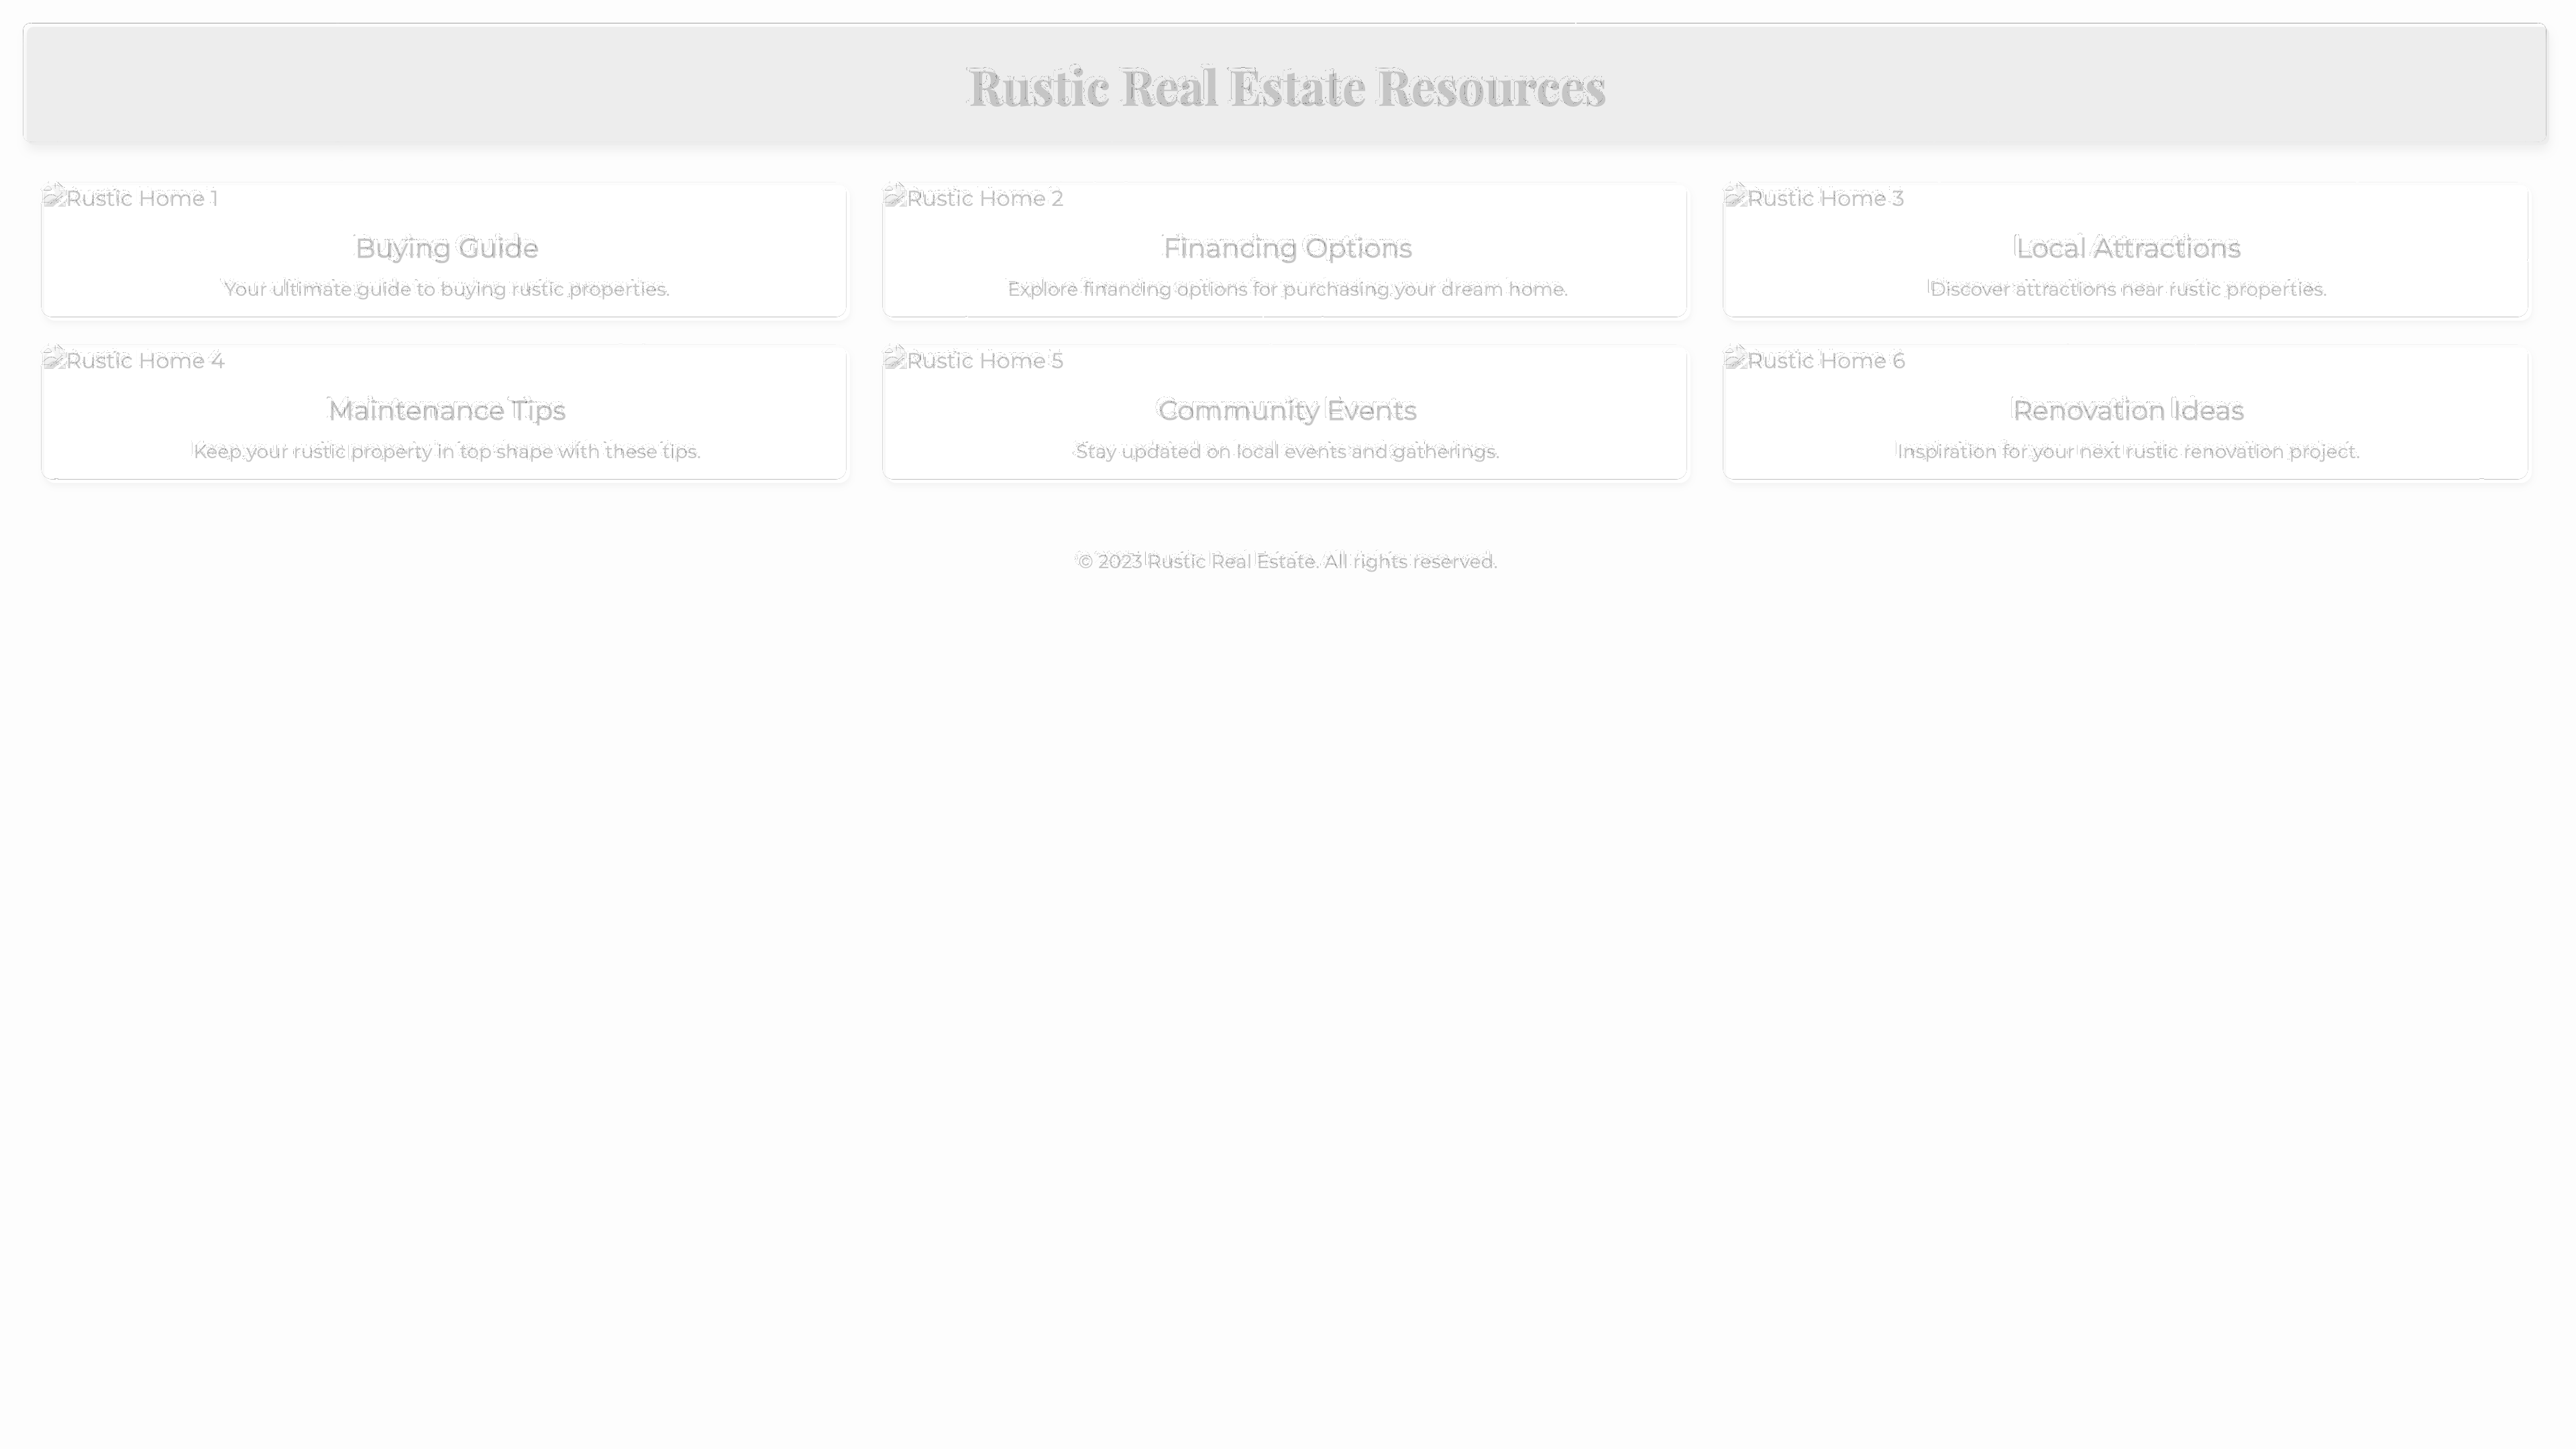 Rustic Real Estate Resources
Rustic Home 1
Buying Guide
Your ultimate guide to buying rustic properties.
Rustic Home 2
Financing Options
Explore financing options for purchasing your dream home.
Rustic Home 3
Local Attractions
Discover attractions near rustic properties.
Rustic Home 4
Maintenance Tips
Keep your rustic property in top shape with these tips.
Rustic Home 5
Community Events
Stay updated on local events and gatherings.
Rustic Home 6
Renovation Ideas
Inspiration for your next rustic renovation project.
© 2023 Rustic Real Estate. All rights reserved.